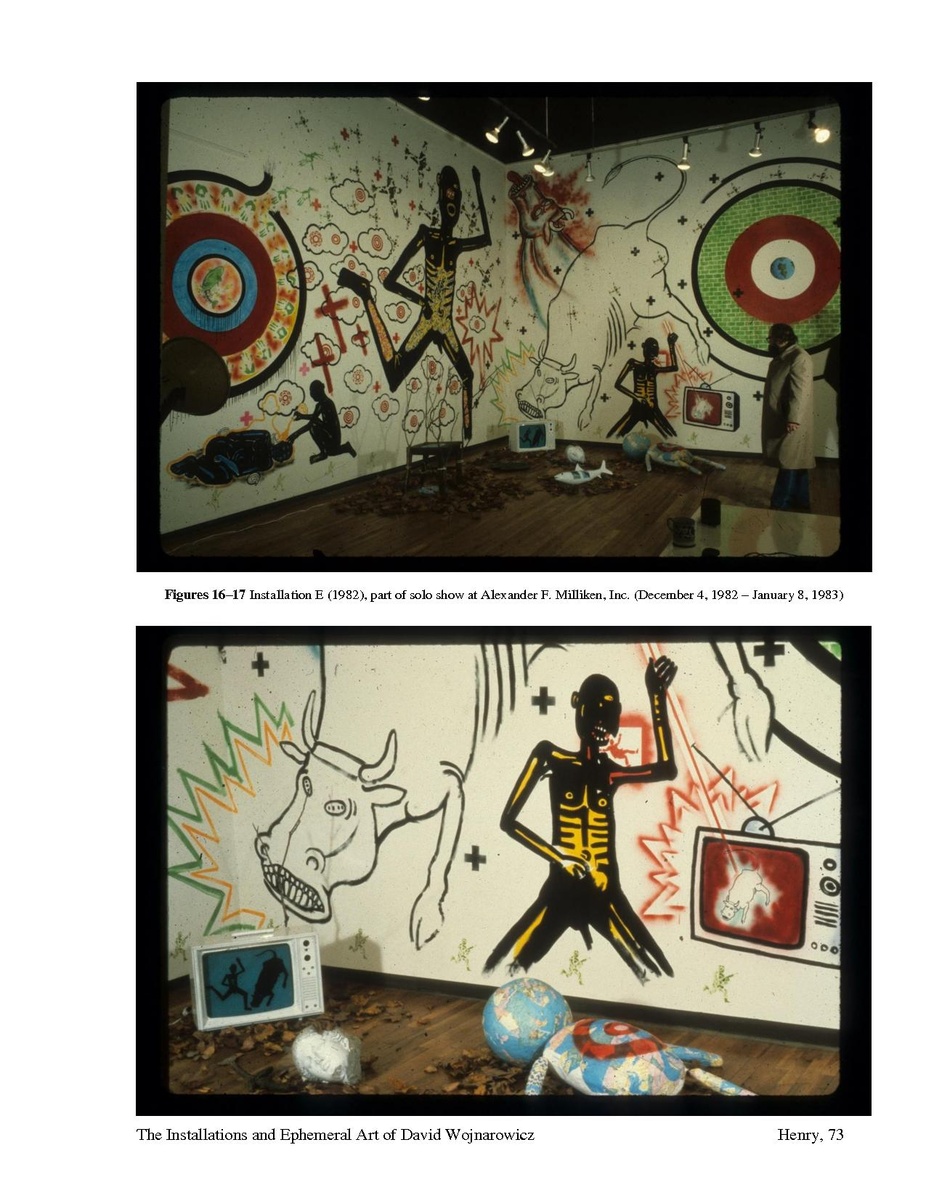 Figures 16–17 Installation E (1982), part of solo show at Alexander F. Milliken, Inc. (December 4, 1982 – January 8, 1983)
The Installations and Ephemeral Art of David Wojnarowicz
Henry, 73